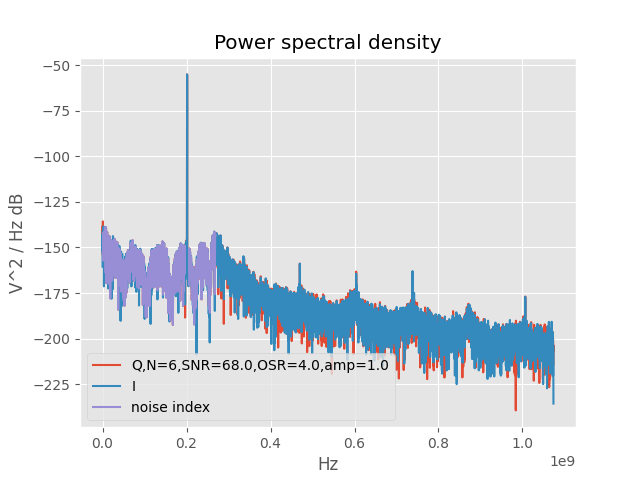 Power spectral density
V^2 / Hz dB
−50
−75
−100
−125
−150
−175
−200
−225
Q,N=6,SNR=68.0,OSR=4.0,amp=1.0
I
noise index
0.0 0.2 0.4 0.6 0.8 1.0
1e9
Hz